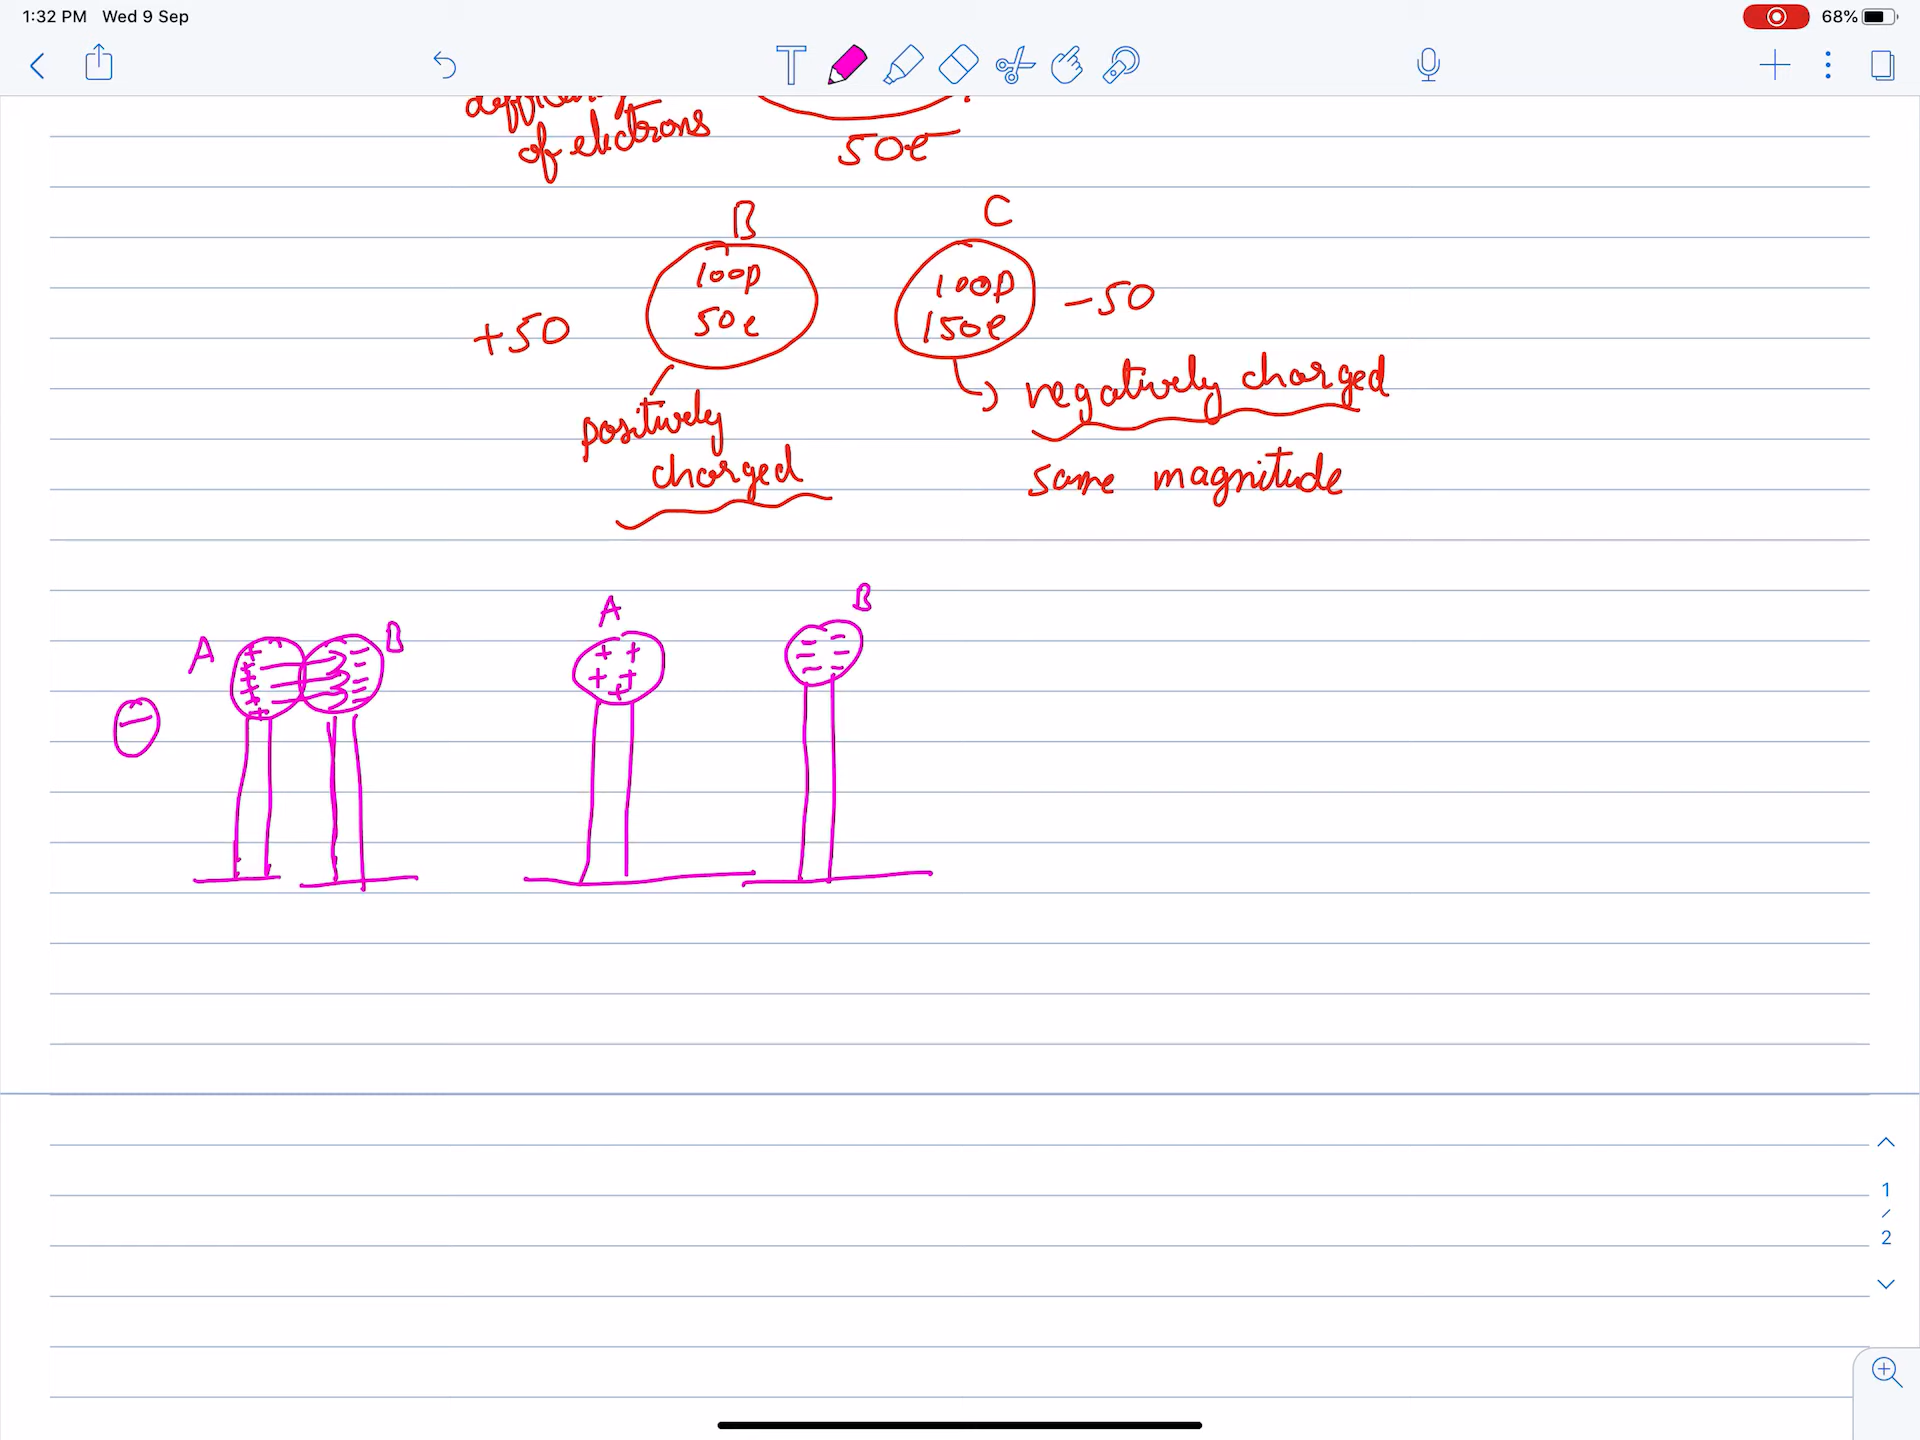 1:32 PM Wed 9 Sep
68%
T
of electrons
50e-
B
C
100p
50e
100p
150e
+50
-50
positively
charged
negatively charged
same magnitude
A
B
A
B
+ +
+ +
+
-
1
/
2